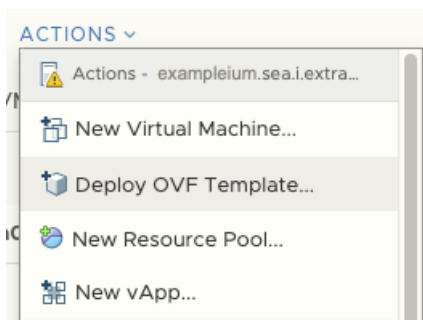 ACTIONS
Actions - exampleium.sea.i.extra...
New Virtual Machine...
Deploy OVF Template...
New Resource Pool...
New vApp...